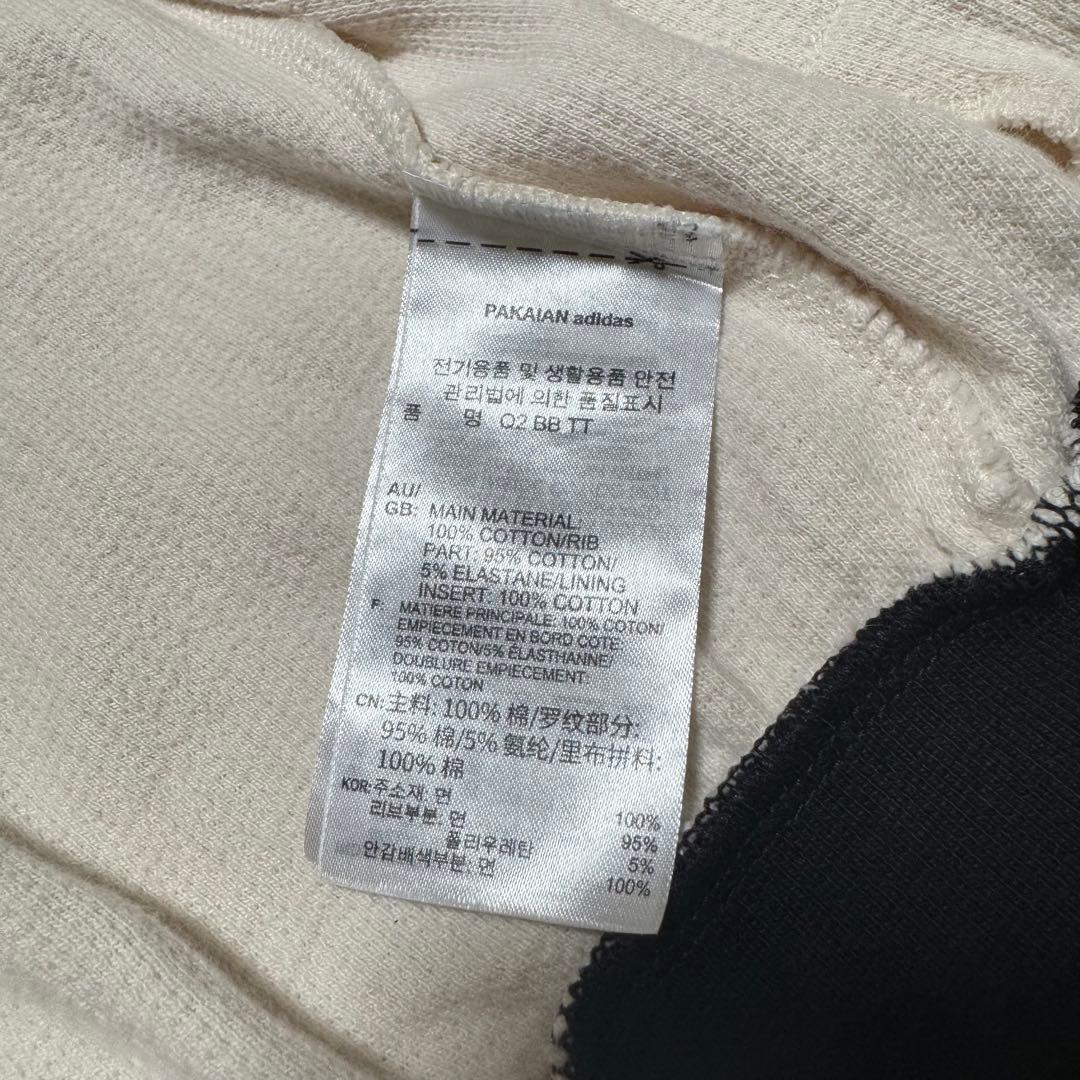 PAKAIAN adidas
전기용품 및 생활용품 안전
관리법에 의한 품질표시
품 명 O2 BB TT
AU/
GB: MAIN MATERIAL:
100% COTTON/RIB
PART: 95% COTTON/
5% ELASTANE/LINING
INSERT: 100% COTTON
F: MATIERE PRINCIPALE: 100% COTON/
EMPIECEMENT EN BORD COTE:
95% COTON/5% ÉLASTHANNE/
DOUBLURE EMPIECEMENT:
100% COTON
CN: 主料: 100% 棉/罗纹部分:
95% 棉/5% 氨纶/里布拼料:
100% 棉
KOR: 주소재: 면 100%
리브부분: 면 95%
폴리우레탄 5%
안감배색부분: 면 100%